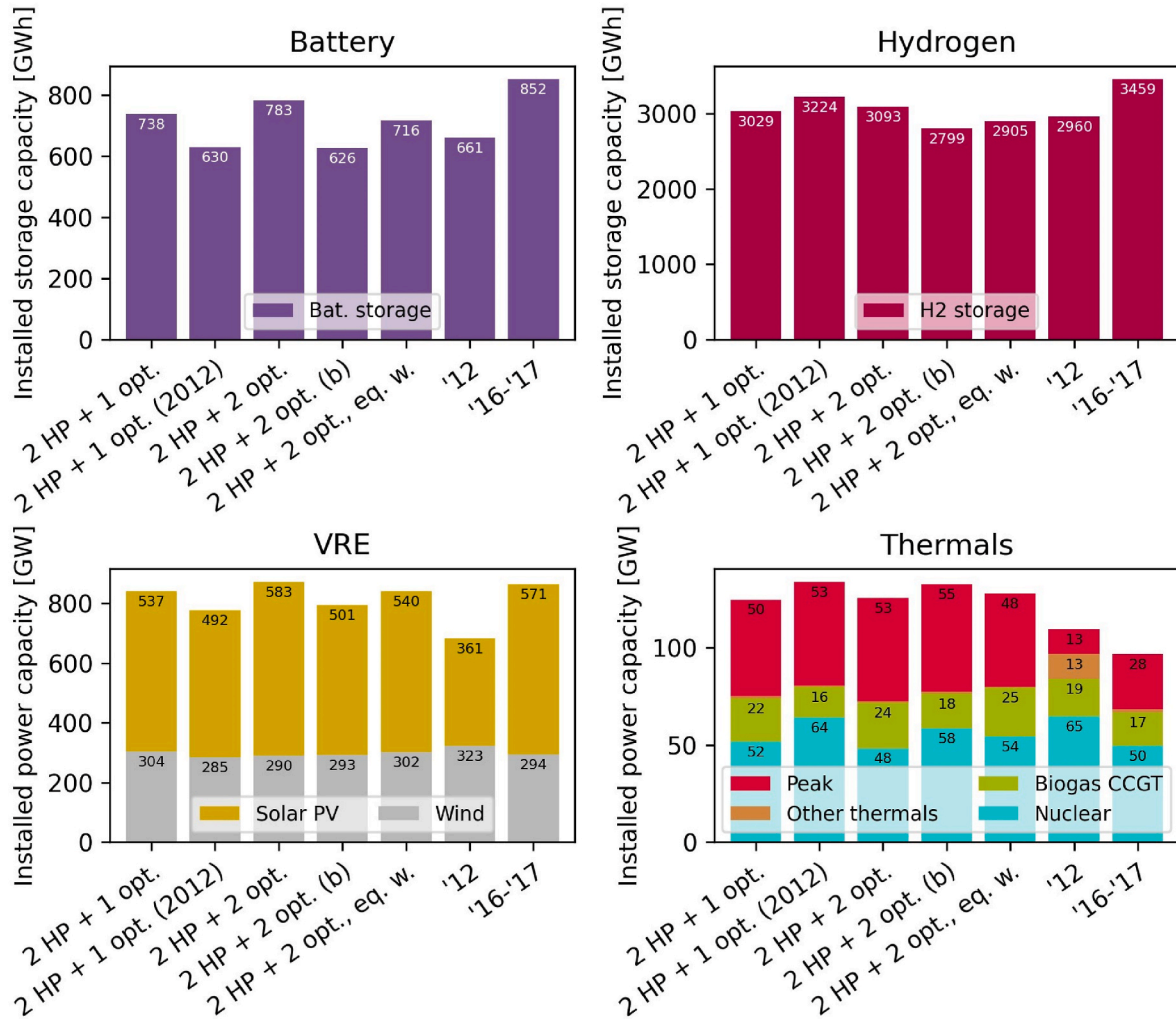 Battery
Installed storage capacity [GWh]
800
600
400
200
0
738
630
783
626
716
661
852
Bat. storage
2 HP + 1 opt.
2 HP + 1 opt. (2012)
2 HP + 2 opt.
2 HP + 2 opt. (b)
2 HP + 2 opt., eq. w.
'12
'16-'17
Hydrogen
Installed storage capacity [GWh]
3000
2000
1000
0
3029
3224
3093
2799
2905
2960
3459
H2 storage
2 HP + 1 opt.
2 HP + 1 opt. (2012)
2 HP + 2 opt.
2 HP + 2 opt. (b)
2 HP + 2 opt., eq. w.
'12
'16-'17
VRE
Installed power capacity [GW]
800
600
400
200
0
537
492
583
501
540
361
571
304
285
290
293
302
323
294
Solar PV
Wind
2 HP + 1 opt.
2 HP + 1 opt. (2012)
2 HP + 2 opt.
2 HP + 2 opt. (b)
2 HP + 2 opt., eq. w.
'12
'16-'17
Thermals
Installed power capacity [GW]
100
50
0
50
53
53
55
48
13
28
13
22
16
24
18
25
19
17
52
64
48
58
54
65
50
Peak
Other thermals
Biogas CCGT
Nuclear
2 HP + 1 opt.
2 HP + 1 opt. (2012)
2 HP + 2 opt.
2 HP + 2 opt. (b)
2 HP + 2 opt., eq. w.
'12
'16-'17